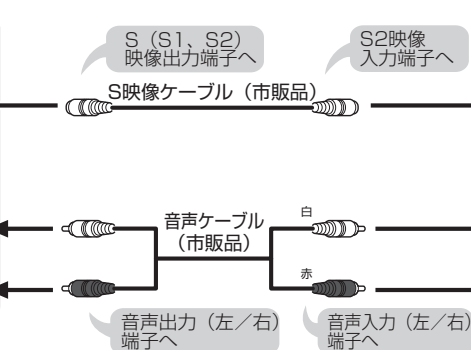 S（S1、S2）
映像出力端子へ
S2映像
入力端子へ
S映像ケーブル（市販品）
音声ケーブル
（市販品）
白
赤
音声出力（左／右）
端子へ
音声入力（左／右）
端子へ